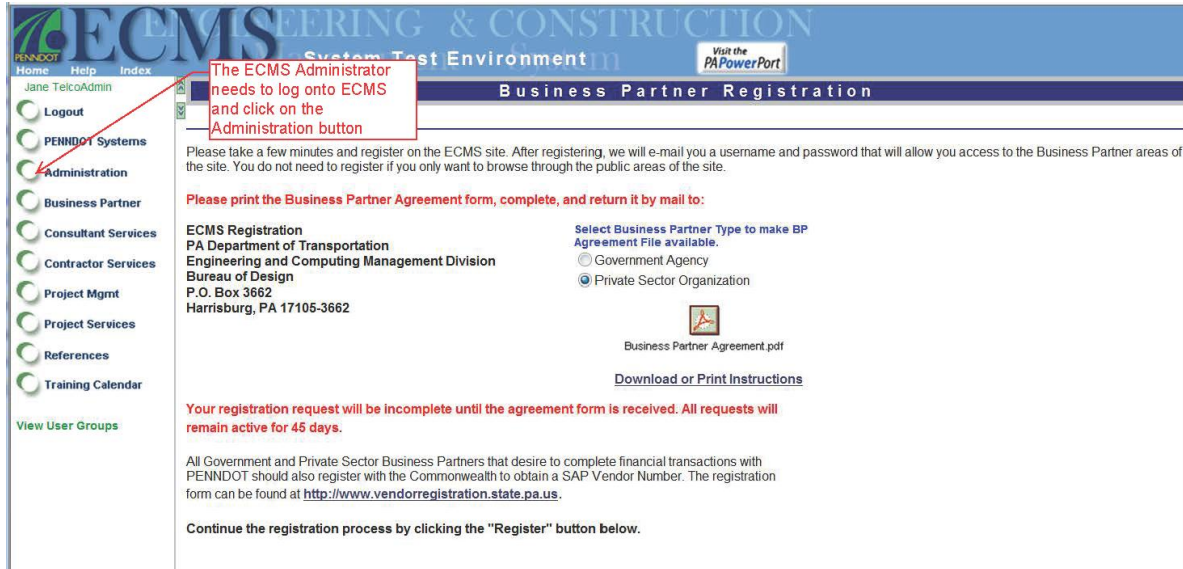 ENGINEERING & CONSTRUCTION
ECMS
PENNDOT
System Test Environment
System
Visit the
PAPowerPort
Home Help Index
The ECMS Administrator
needs to log onto ECMS
and click on the
Administration button
Jane TelcoAdmin
Business Partner Registration
Logout
PENNDOT Systems
Administration
Business Partner
Consultant Services
Contractor Services
Project Mgmt
Project Services
References
Training Calendar
View User Groups
Please take a few minutes and register on the ECMS site. After registering, we will e-mail you a username and password that will allow you access to the Business Partner areas of
the site. You do not need to register if you only want to browse through the public areas of the site.
Please print the Business Partner Agreement form, complete, and return it by mail to:
ECMS Registration
PA Department of Transportation
Engineering and Computing Management Division
Bureau of Design
P.O. Box 3662
Harrisburg, PA 17105-3662
Select Business Partner Type to make BP
Agreement File available.
Government Agency
Private Sector Organization
Business Partner Agreement.pdf
Download or Print Instructions
Your registration request will be incomplete until the agreement form is received. All requests will
remain active for 45 days.
All Government and Private Sector Business Partners that desire to complete financial transactions with
PENNDOT should also register with the Commonwealth to obtain a SAP Vendor Number. The registration
form can be found at http://www.vendorregistration.state.pa.us.
Continue the registration process by clicking the "Register" button below.